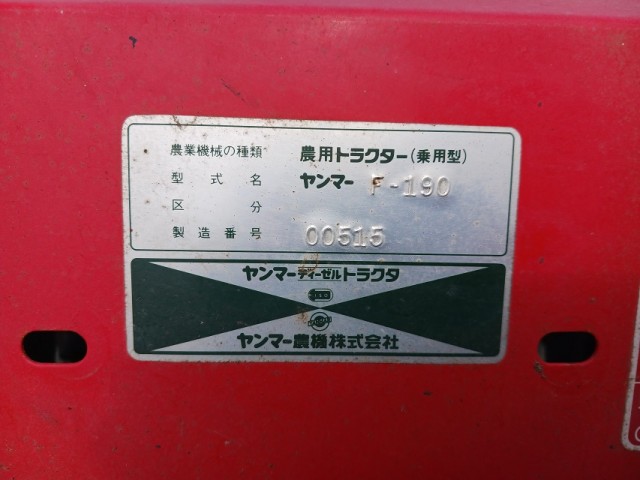 農業機械の種類 農用トラクター(乗用型)
型式名 ヤンマー F-190
区分
製造番号 00515
ヤンマーディーゼルトラクタ
ヤンマー農機株式会社